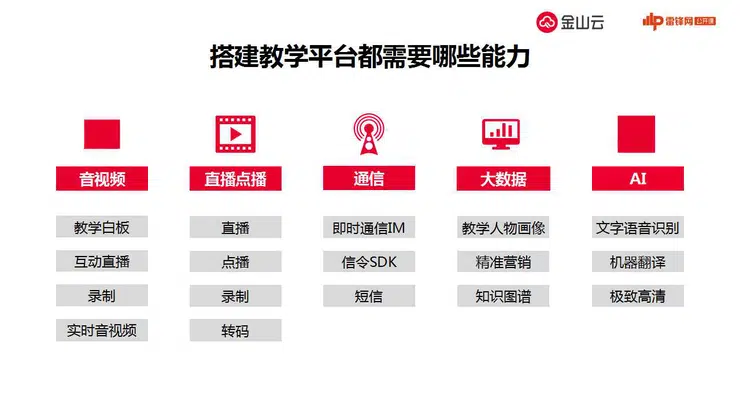 金山云
雷锋网 公开课
搭建教学平台都需要哪些能力
音视频
教学白板
互动直播
录制
实时音视频
直播点播
直播
点播
录制
转码
通信
即时通信IM
信令SDK
短信
大数据
教学人物画像
精准营销
知识图谱
AI
文字语音识别
机器翻译
极致高清